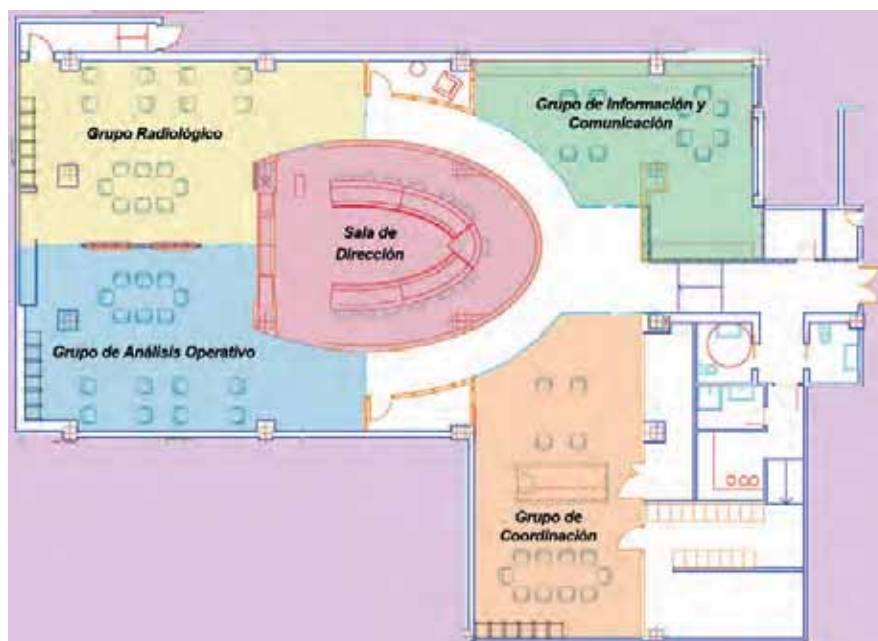 Grupo Radiológico
Grupo de Información y
Comunicación
Sala de
Dirección
Grupo de Análisis Operativo
Grupo de
Coordinación